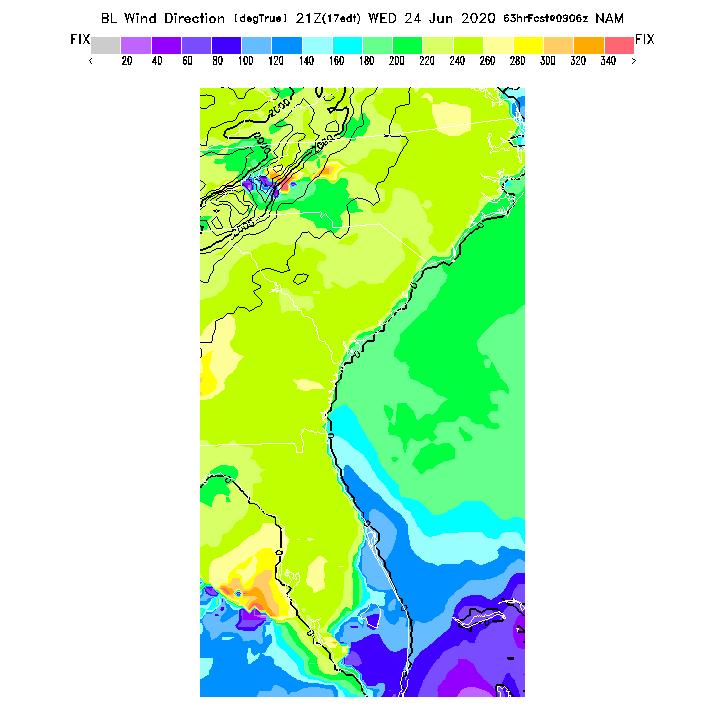 BL Wind Direction [degTrue] 21Z(17edt) WED 24 Jun 2020 63hrFcst@0906z NAM
FIX FIX
< 20 40 60 80 100 120 140 160 180 200 220 240 260 280 300 320 340 >
2000